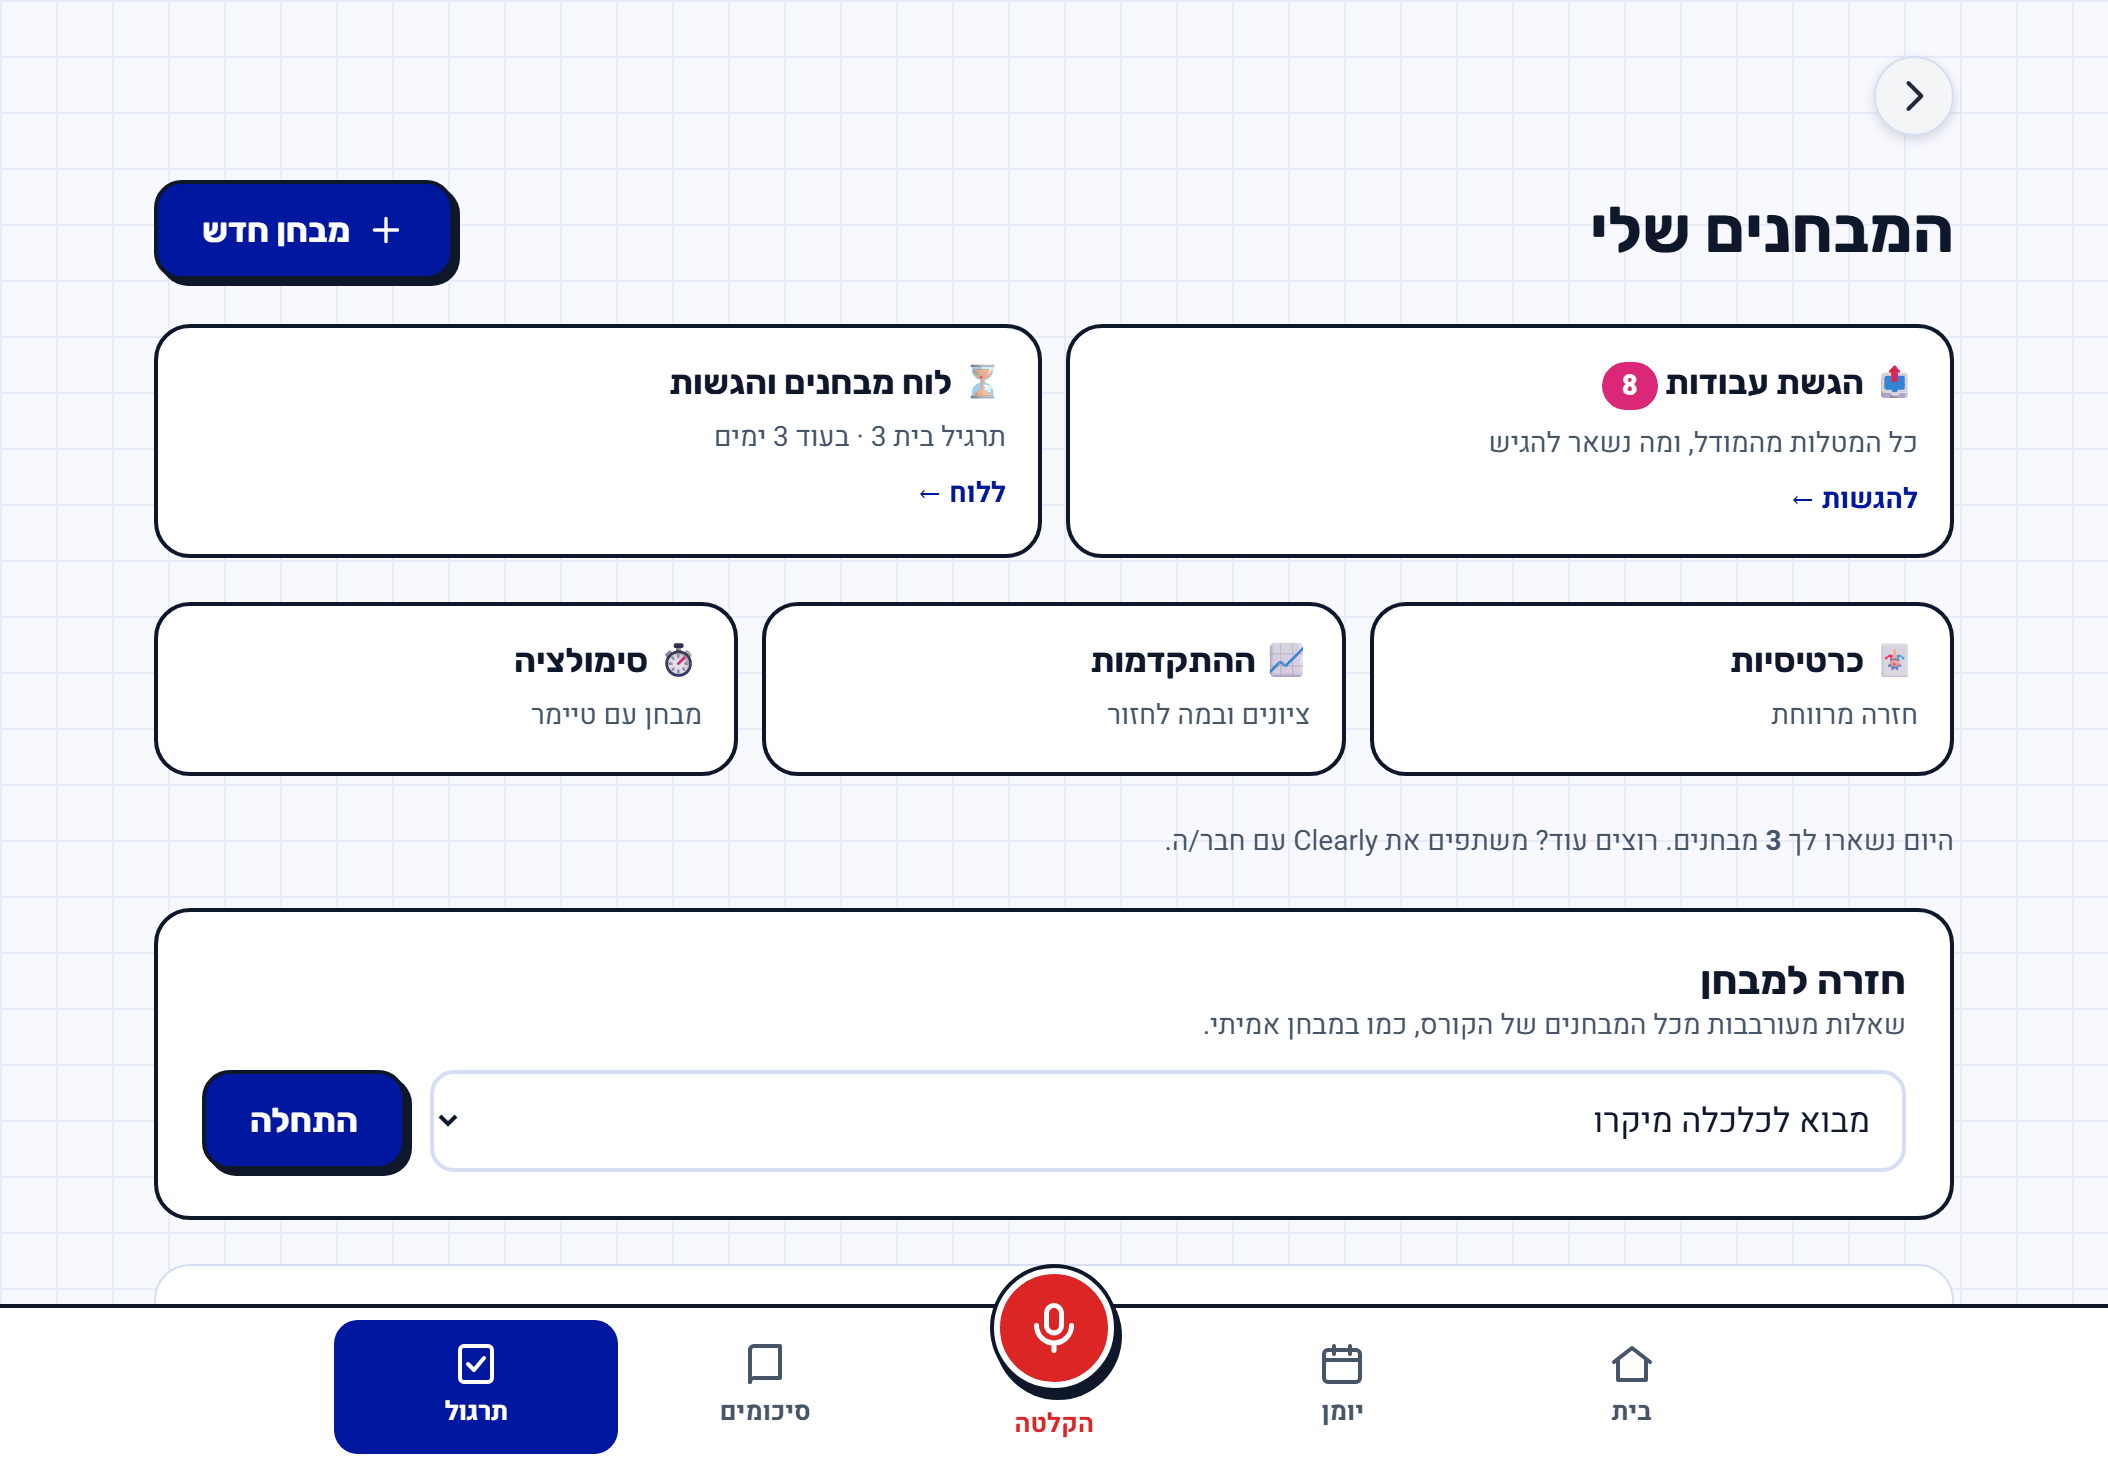 המבחנים שלי
מבחן חדש
הגשת עבודות 8
כל המטלות מהמודל, ומה נשאר להגיש
להגשות ←
לוח מבחנים והגשות
תרגיל בית 3 · בעוד 3 ימים
ללוח ←
כרטיסיות
חזרה מרווחת
ההתקדמות
ציונים ובמה לחזור
סימולציה
מבחן עם טיימר
היום נשארו לך 3 מבחנים. רוצים עוד? משתפים את Clearly עם חבר/ה.
חזרה למבחן
שאלות מעורבבות מכל המבחנים של הקורס, כמו במבחן אמיתי.
מבוא לכלכלה מיקרו
התחלה
בית
יומן
הקלטה
סיכומים
תרגול